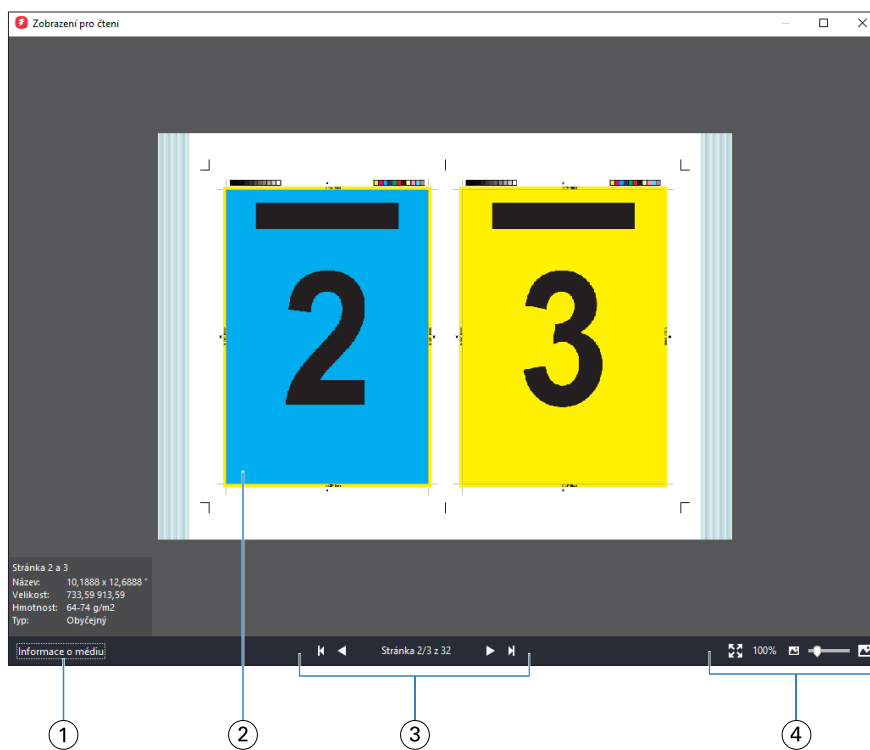 Zobrazení pro čtení
2
3
Stránka 2 a 3
Název: 10,1888 x 12,6888 "
Velikost: 733,59 913,59
Hmotnost: 64-74 g/m2
Typ: Obyčejný
Informace o médiu
Stránka 2/3 z 32
100%
1
2
3
4